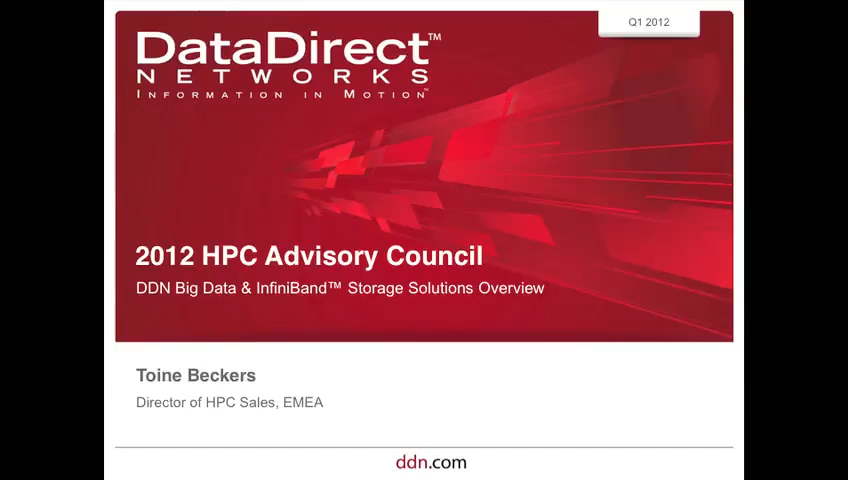 Q1 2012
DataDirect™
NETWORKS
INFORMATION IN MOTION™
2012 HPC Advisory Council
DDN Big Data & InfiniBand™ Storage Solutions Overview
Toine Beckers
Director of HPC Sales, EMEA
ddn.com